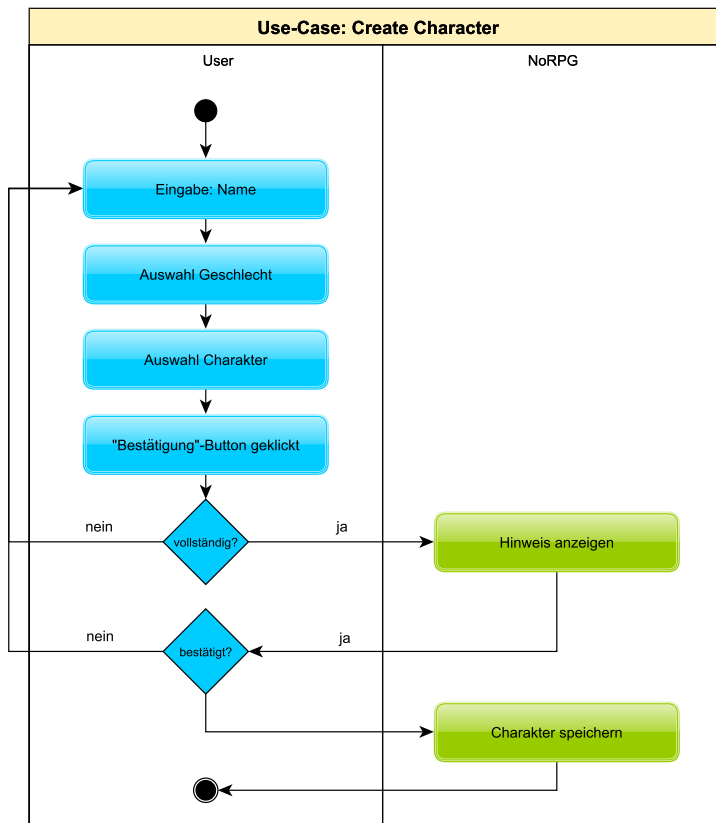 Use-Case: Create Character
User
NoRPG
Eingabe: Name
Auswahl Geschlecht
Auswahl Charakter
"Bestätigung"-Button geklickt
nein
vollständig?
ja
Hinweis anzeigen
nein
bestätigt?
ja
Charakter speichern